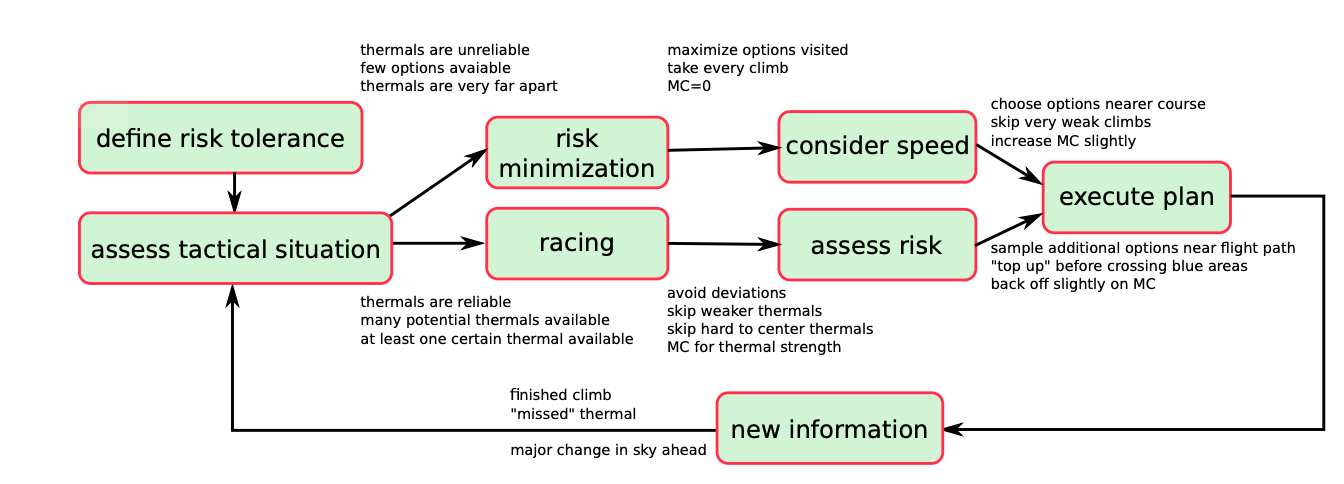 thermals are unreliable
few options avaiable
thermals are very far apart
maximize options visited
take every climb
MC=0
choose options nearer course
skip very weak climbs
increase MC slightly
define risk tolerance
risk
minimization
consider speed
execute plan
assess tactical situation
racing
assess risk
sample additional options near flight path
"top up" before crossing blue areas
back off slightly on MC
thermals are reliable
many potential thermals available
at least one certain thermal available
avoid deviations
skip weaker thermals
skip hard to center thermals
MC for thermal strength
finished climb
"missed" thermal
major change in sky ahead
new information